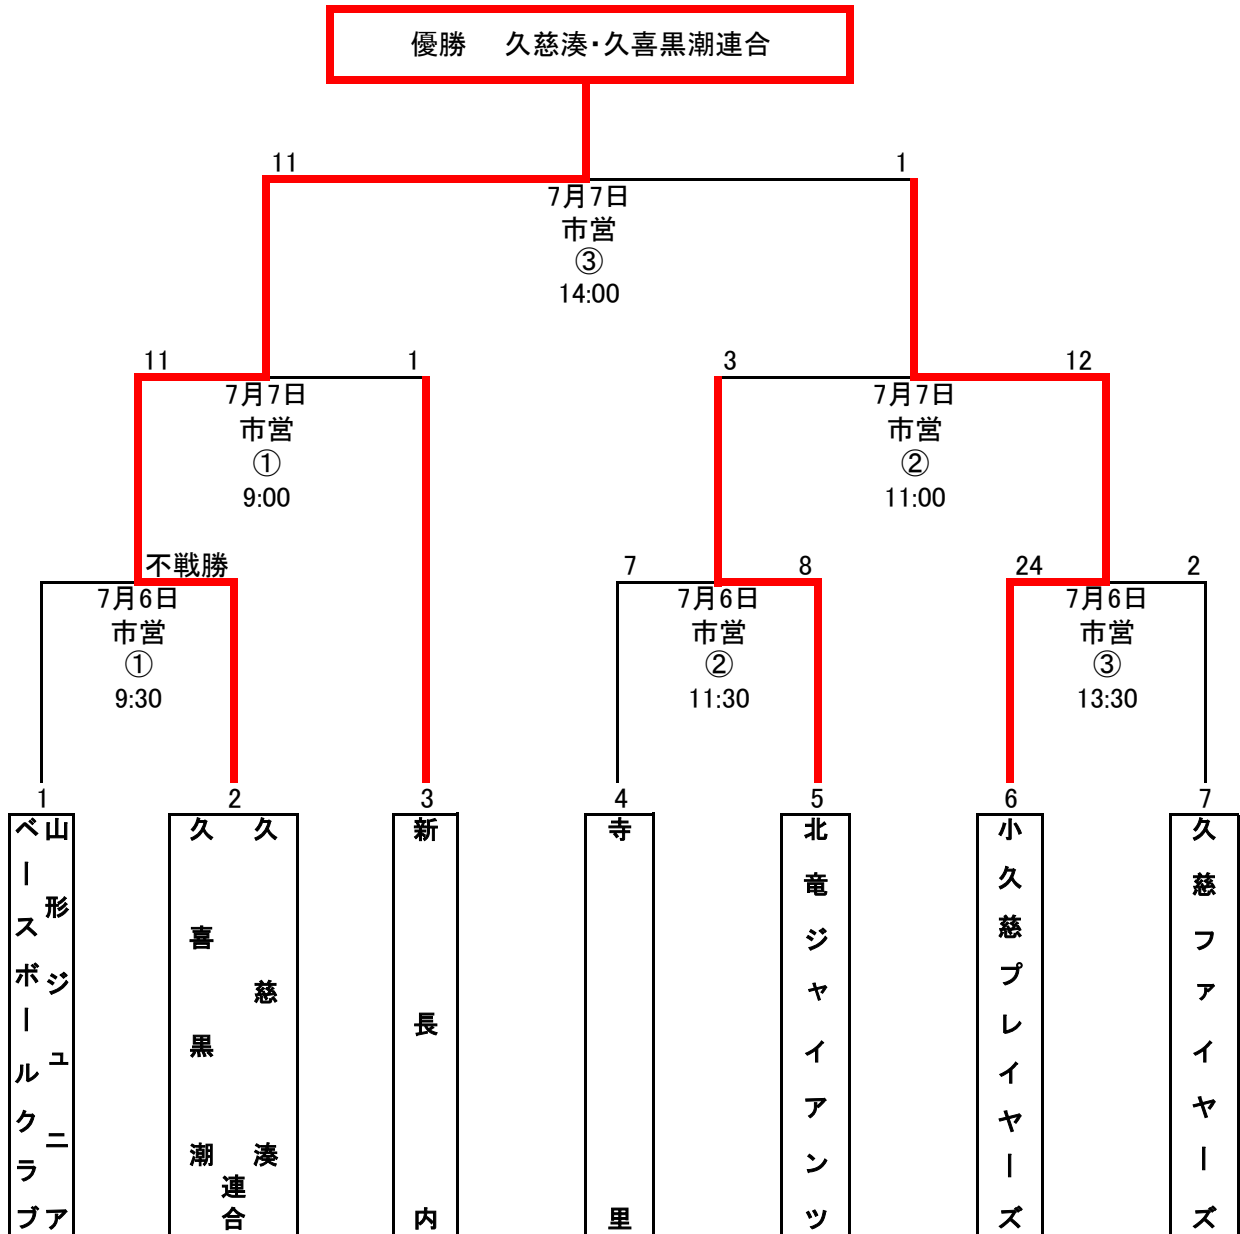 優勝 久慈湊・久喜黒潮連合
11
1
7月7日
市営
③
14:00
11
1
3
12
7月7日
市営
①
9:00
7月7日
市営
②
11:00
不戦勝
7
8
24
2
7月6日
市営
①
9:30
7月6日
市営
②
11:30
7月6日
市営
③
13:30
1
山形ジュニア
ベースボールクラブ
2
久慈湊
久喜黒潮
連合
3
新長内
4
寺里
5
北竜ジャイアンツ
6
小久慈プレイヤーズ
7
久慈ファイヤーズ